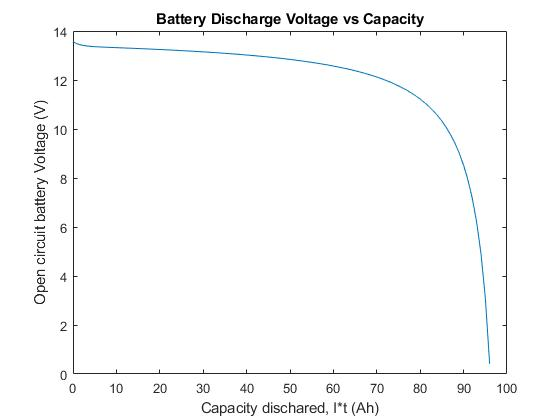 Battery Discharge Voltage vs Capacity
14
12
10
8
6
4
2
0
Open circuit battery Voltage (V)
0 10 20 30 40 50 60 70 80 90 100
Capacity dischared, I*t (Ah)